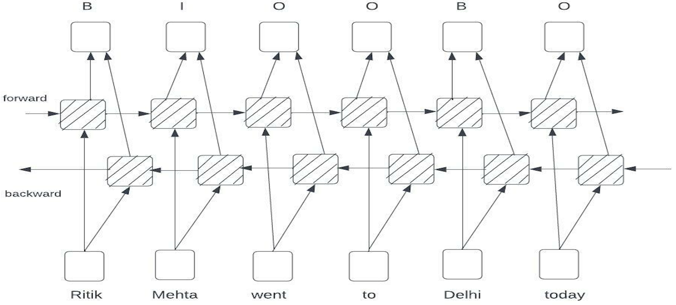 B I O O B O
forward
backward
Ritik Mehta went to Delhi today